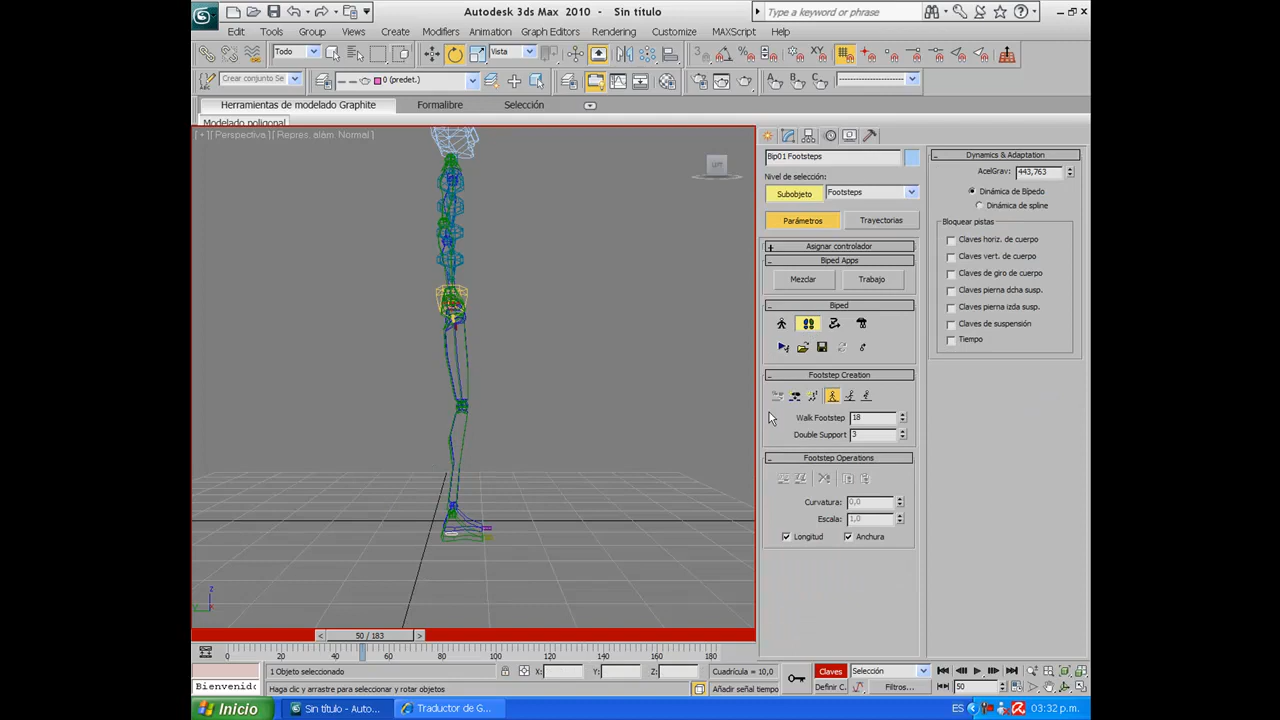 Autodesk 3ds Max 2010 - Sin título
Type a keyword or phrase
Edit Tools Group Views Create Modifiers Animation Graph Editors Rendering Customize MAXScript Help
Todo Vista
Crear conjunto Se 0 (predet.)
Herramientas de modelado Graphite Formalibre Selección
Modelado poligonal
[ + ][ Perspectiva ][ Repres. alám. Normal ]
Bip01 Footsteps
Nivel de selección:
Subobjeto Footsteps
Parámetros Trayectorias
+ Asignar controlador
- Biped Apps
Mezclar Trabajo
- Biped
- Footstep Creation
Walk Footstep 18
Double Support 3
- Footstep Operations
Curvatura: 0,0
Escala: 1,0
Longitud Anchura
- Dynamics & Adaptation
AcelGrav: 443,763
Dinámica de Bípedo
Dinámica de spline
Bloquear pistas
Claves horiz. de cuerpo
Claves vert. de cuerpo
Claves de giro de cuerpo
Claves pierna dcha susp.
Claves pierna izda susp.
Claves de suspensión
Tiempo
< 50 / 183 >
0 20 40 60 80 100 120 140 160 180
1 Objeto seleccionado X: Y: Z: Cuadrícula = 10,0 Claves Selección
Bienvenido Haga clic y arrastre para seleccionar y rotar objetos Añadir señal tiempo Definir C. Filtros... 50
Inicio Sin título - Auto... Traductor de G... ES 03:32 p.m.